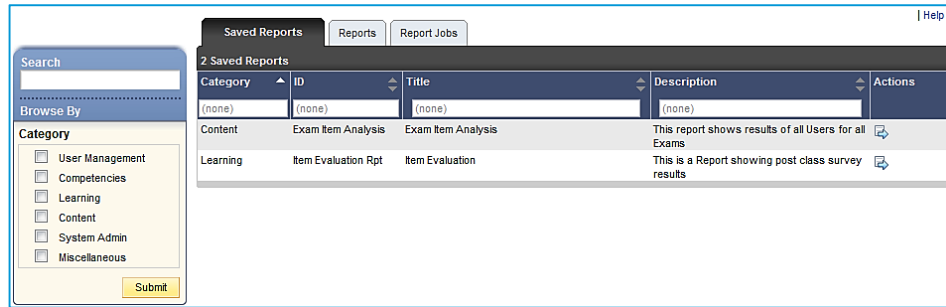 | Help
Saved Reports Reports Report Jobs
Search
Browse By
Category
User Management
Competencies
Learning
Content
System Admin
Miscellaneous
Submit
2 Saved Reports
Category ID Title Description Actions
(none) (none) (none) (none)
Content Exam Item Analysis Exam Item Analysis This report shows results of all Users for all
Exams
Learning Item Evaluation Rpt Item Evaluation This is a Report showing post class survey
results